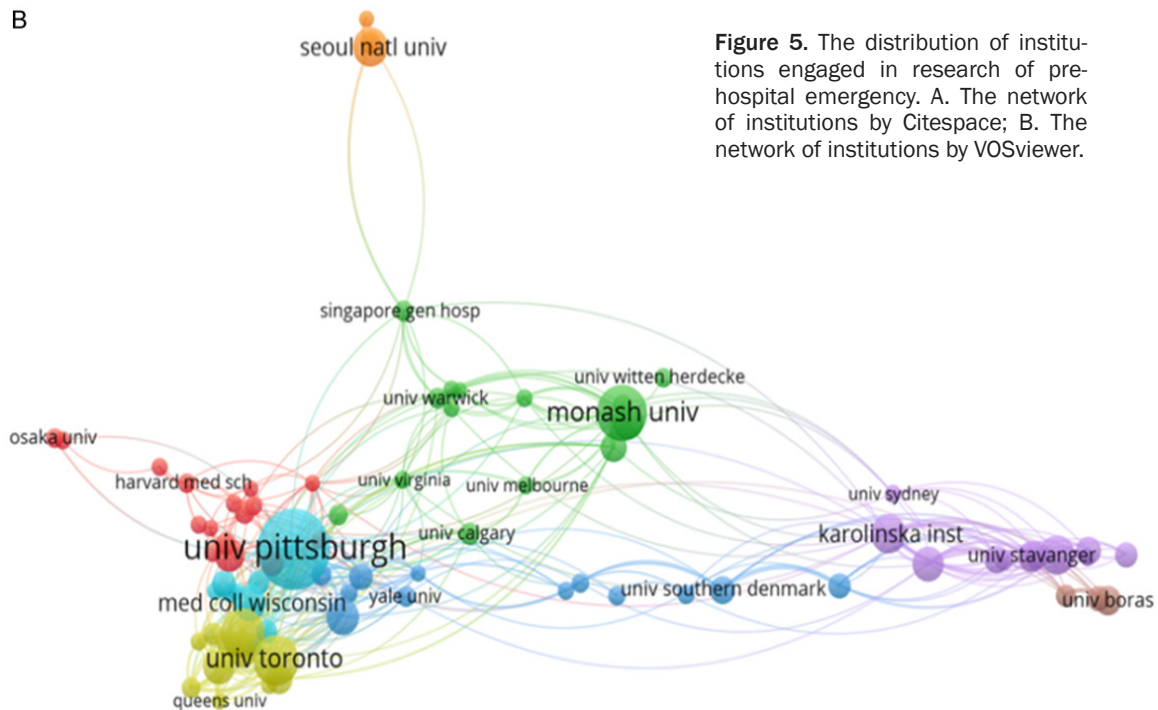 B
Figure 5. The distribution of institu-
tions engaged in research of pre-
hospital emergency. A. The network
of institutions by Citespace; B. The
network of institutions by VOSviewer.
seoul natl univ
singapore gen hosp
univ witten herdecke
univ warwick
monash univ
osaka univ
harvard med sch
univ virginia
univ melbourne
univ sydney
univ calgary
karolinska inst
univ pittsburgh
univ stavanger
univ southern denmark
med coll wisconsin
yale univ
univ boras
univ toronto
queens univ